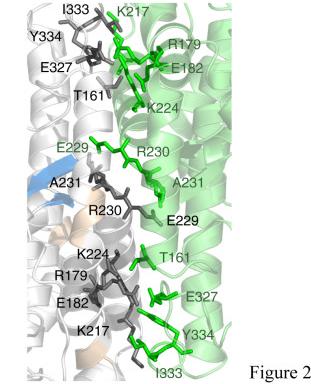 I333
K217
Y334
R179
E327
E182
T161
K224
E229
R230
A231
A231
R230
E229
K224
T161
R179
E182
E327
K217
Y334
I333
Figure 2